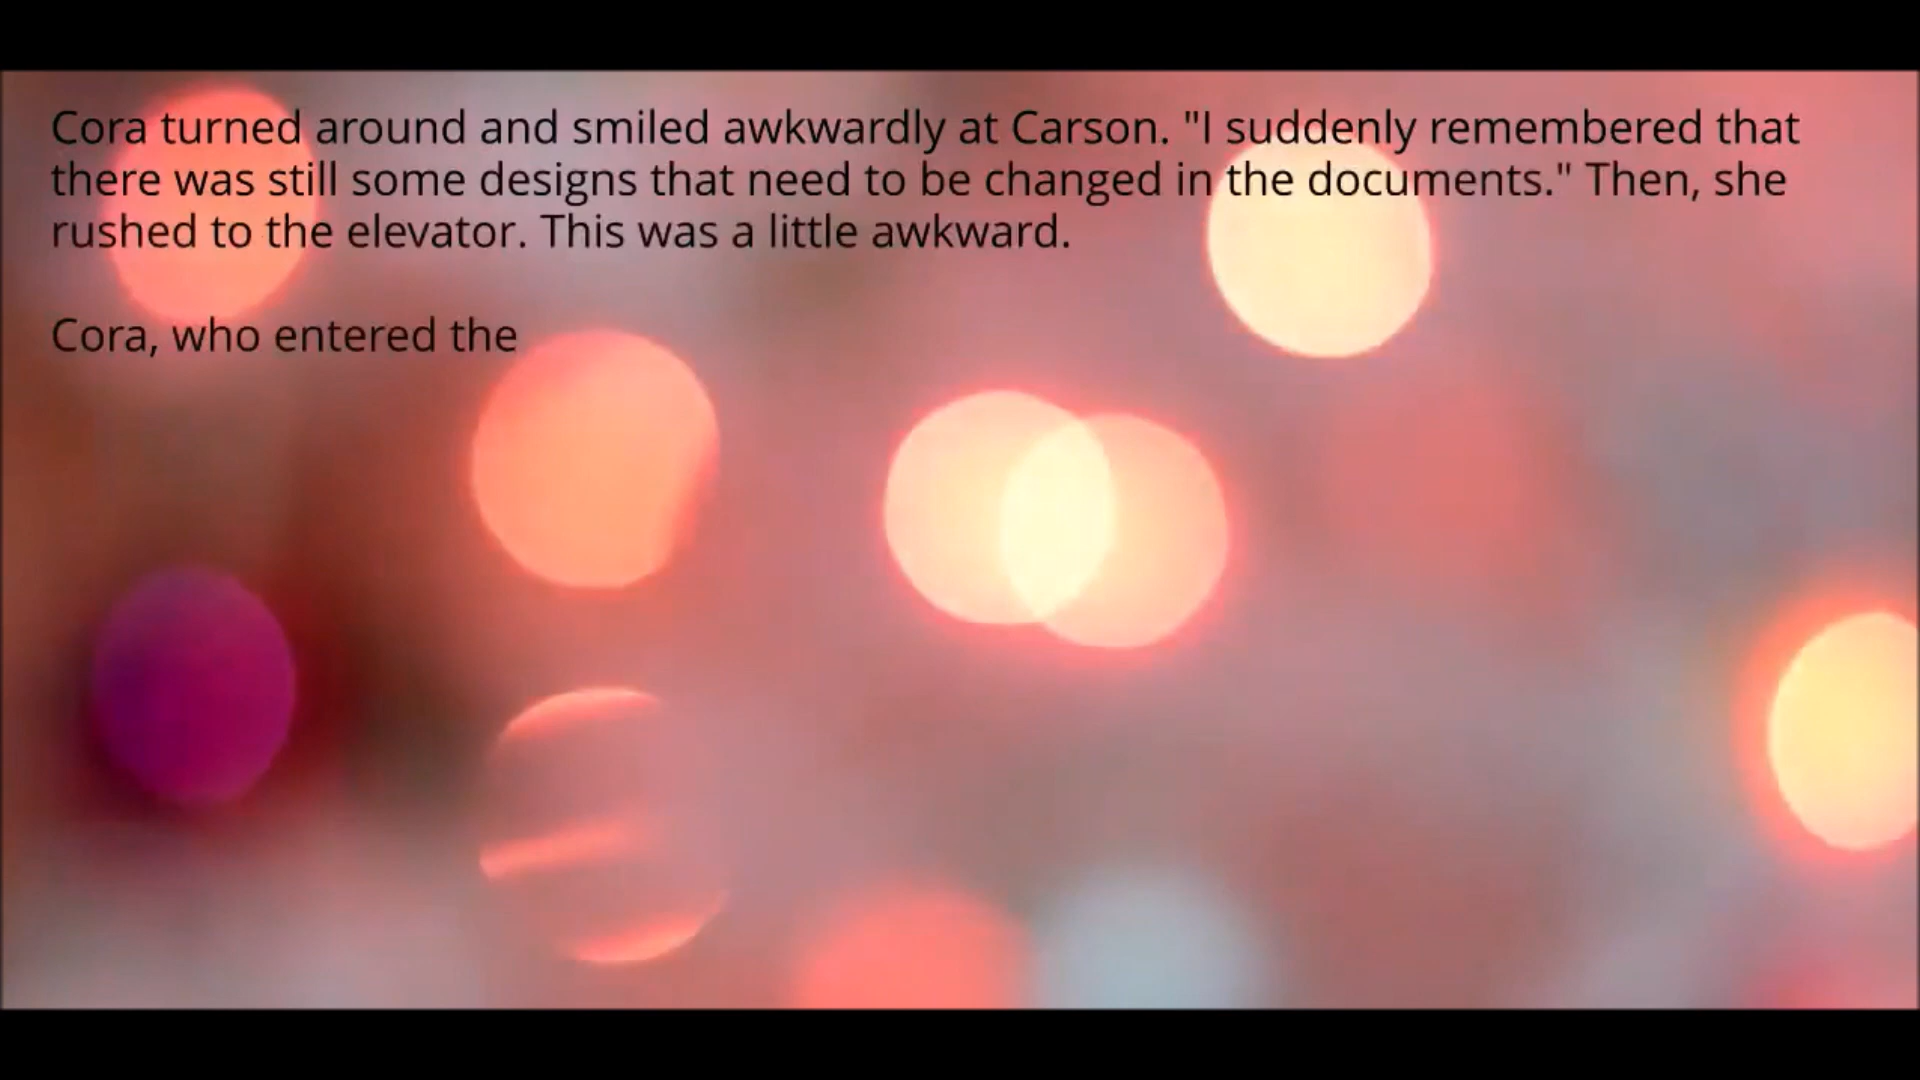 Cora turned around and smiled awkwardly at Carson. "I suddenly remembered that
there was still some designs that need to be changed in the documents." Then, she
rushed to the elevator. This was a little awkward.
Cora, who entered the